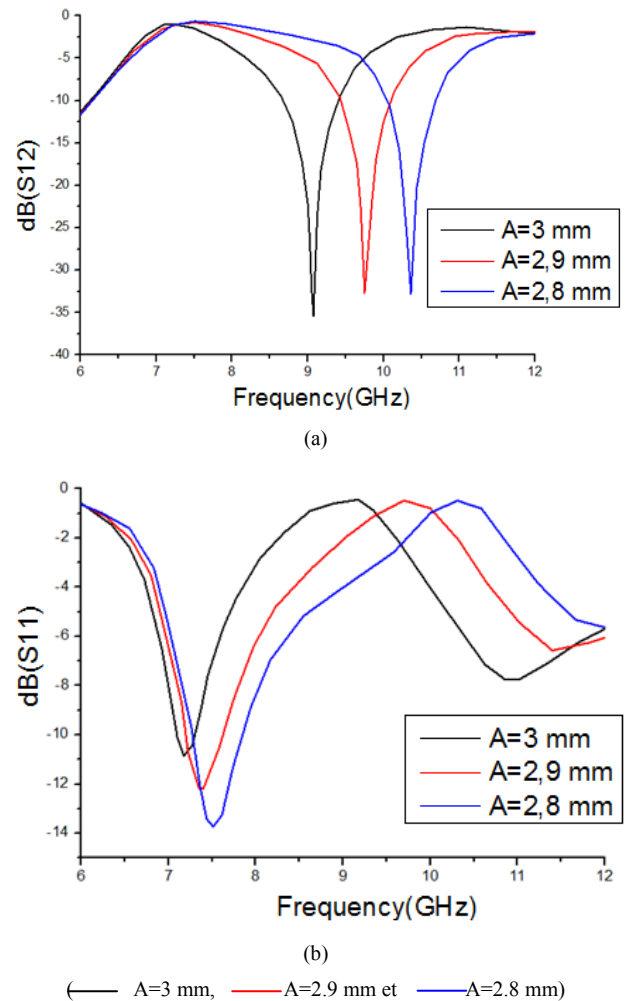 0
-5
-10
-15
-20
-25
-30
-35
-40
dB(S12)
A=3 mm
A=2,9 mm
A=2,8 mm
6 7 8 9 10 11 12
Frequency(GHz)
(a)
0
-2
-4
-6
-8
-10
-12
-14
dB(S11)
A=3 mm
A=2,9 mm
A=2,8 mm
6 7 8 9 10 11 12
Frequency(GHz)
(b)
( A=3 mm, A=2.9 mm et A=2.8 mm)